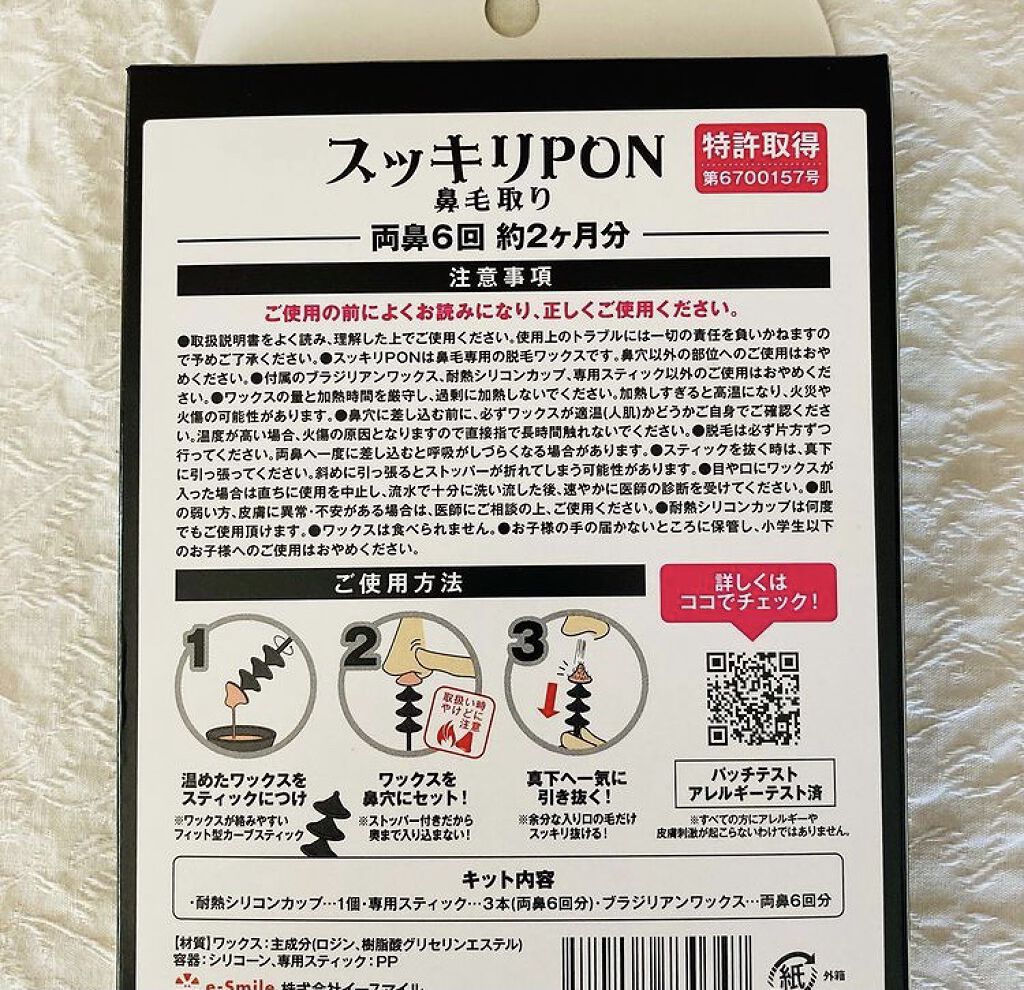 スッキリPON
鼻毛取り
特許取得
第6700157号
両鼻6回 約2ヶ月分
注意事項
ご使用の前によくお読みになり、正しくご使用ください。
●取扱説明書をよく読み、理解した上でご使用ください。使用上のトラブルには一切の責任を負いかねますの
で予めご了承ください。●スッキリPONは鼻毛専用の脱毛ワックスです。鼻穴以外の部位へのご使用はおや
めください。●付属のブラジリアンワックス、耐熱シリコンカップ、専用スティック以外のご使用はおやめくださ
い。●ワックスの量と加熱時間を厳守し、過剰に加熱しないでください。加熱しすぎると高温になり、火災や
火傷の可能性があります。●鼻穴に差し込む前に、必ずワックスが適温(人肌)かどうかご自身でご確認くださ
い。温度が高い場合、火傷の原因となりますので直接指で長時間触れないでください。●脱毛は必ず片方ずつ
行ってください。両鼻へ一度に差し込むと呼吸がしづらくなる場合があります。●スティックを抜く時は、真下
に引っ張ってください。斜めに引っ張るとストッパーが折れてしまう可能性があります。●目や口にワックスが
入った場合は直ちに使用を中止し、流水で十分に洗い流した後、速やかに医師の診断を受けてください。●肌
の弱い方、皮膚に異常・不安がある場合は、医師にご相談の上、ご使用ください。●耐熱シリコンカップは何度
でもご使用頂けます。●ワックスは食べられません。●お子様の手の届かないところに保管し、小学生以下
のお子様へのご使用はおやめください。
ご使用方法
1
温めたワックスを
スティックにつけ
※ワックスが絡みやすい
フィット型カーブスティック
2
取扱い時
やけどに
注意
ワックスを
鼻穴にセット!
※ストッパー付きだから
奥まで入り込まない!
3
真下へ一気に
引き抜く!
※余分な入り口の毛だけ
スッキリ抜ける!
詳しくは
ココでチェック!
パッチテスト
アレルギーテスト済
※すべての方にアレルギーや
皮膚刺激が起こらないわけではありません。
キット内容
・耐熱シリコンカップ…1個・専用スティック…3本(両鼻6回分)・ブラジリアンワックス…両鼻6回分
【材質】ワックス:主成分(ロジン、樹脂酸グリセリンエステル)
容器:シリコーン、専用スティック:PP
e-Smile 株式会社イースマイル
紙 外箱